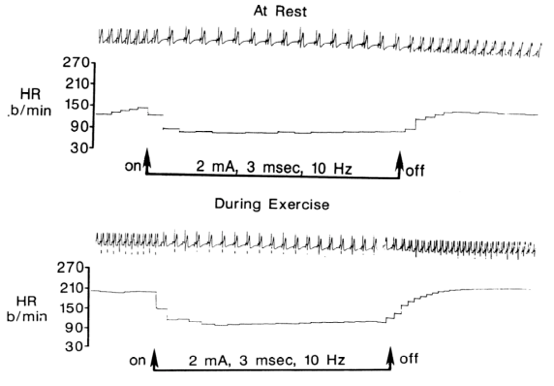 At Rest
270
210
HR 150
b/min 90
30
on 2 mA, 3 msec, 10 Hz off
During Exercise
270
210
HR 150
b/min 90
30
on 2 mA, 3 msec, 10 Hz off